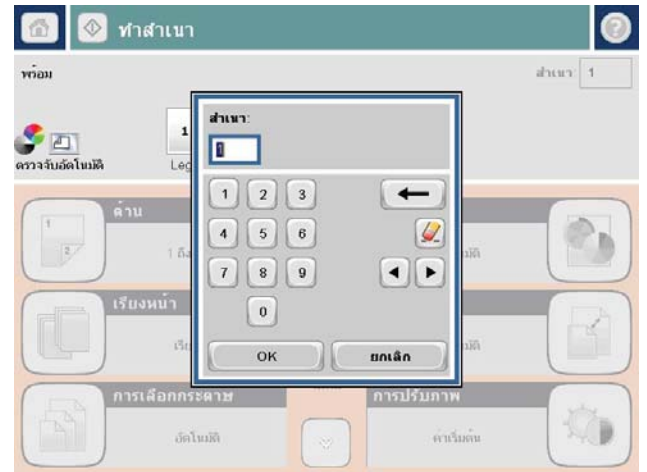 ทำสำเนา
พร้อม
สำเนา: 1
สำเนา:
1
1
ตรวจจับอัตโนมัติ
1 2 3
4 5 6
7 8 9
0
OK ยกเลิก
ด้าน
1 2
เรียงหน้า
การเลือกกระดาษ
การปรับภาพ
อัตโนมัติ
ค่าเริ่มต้น